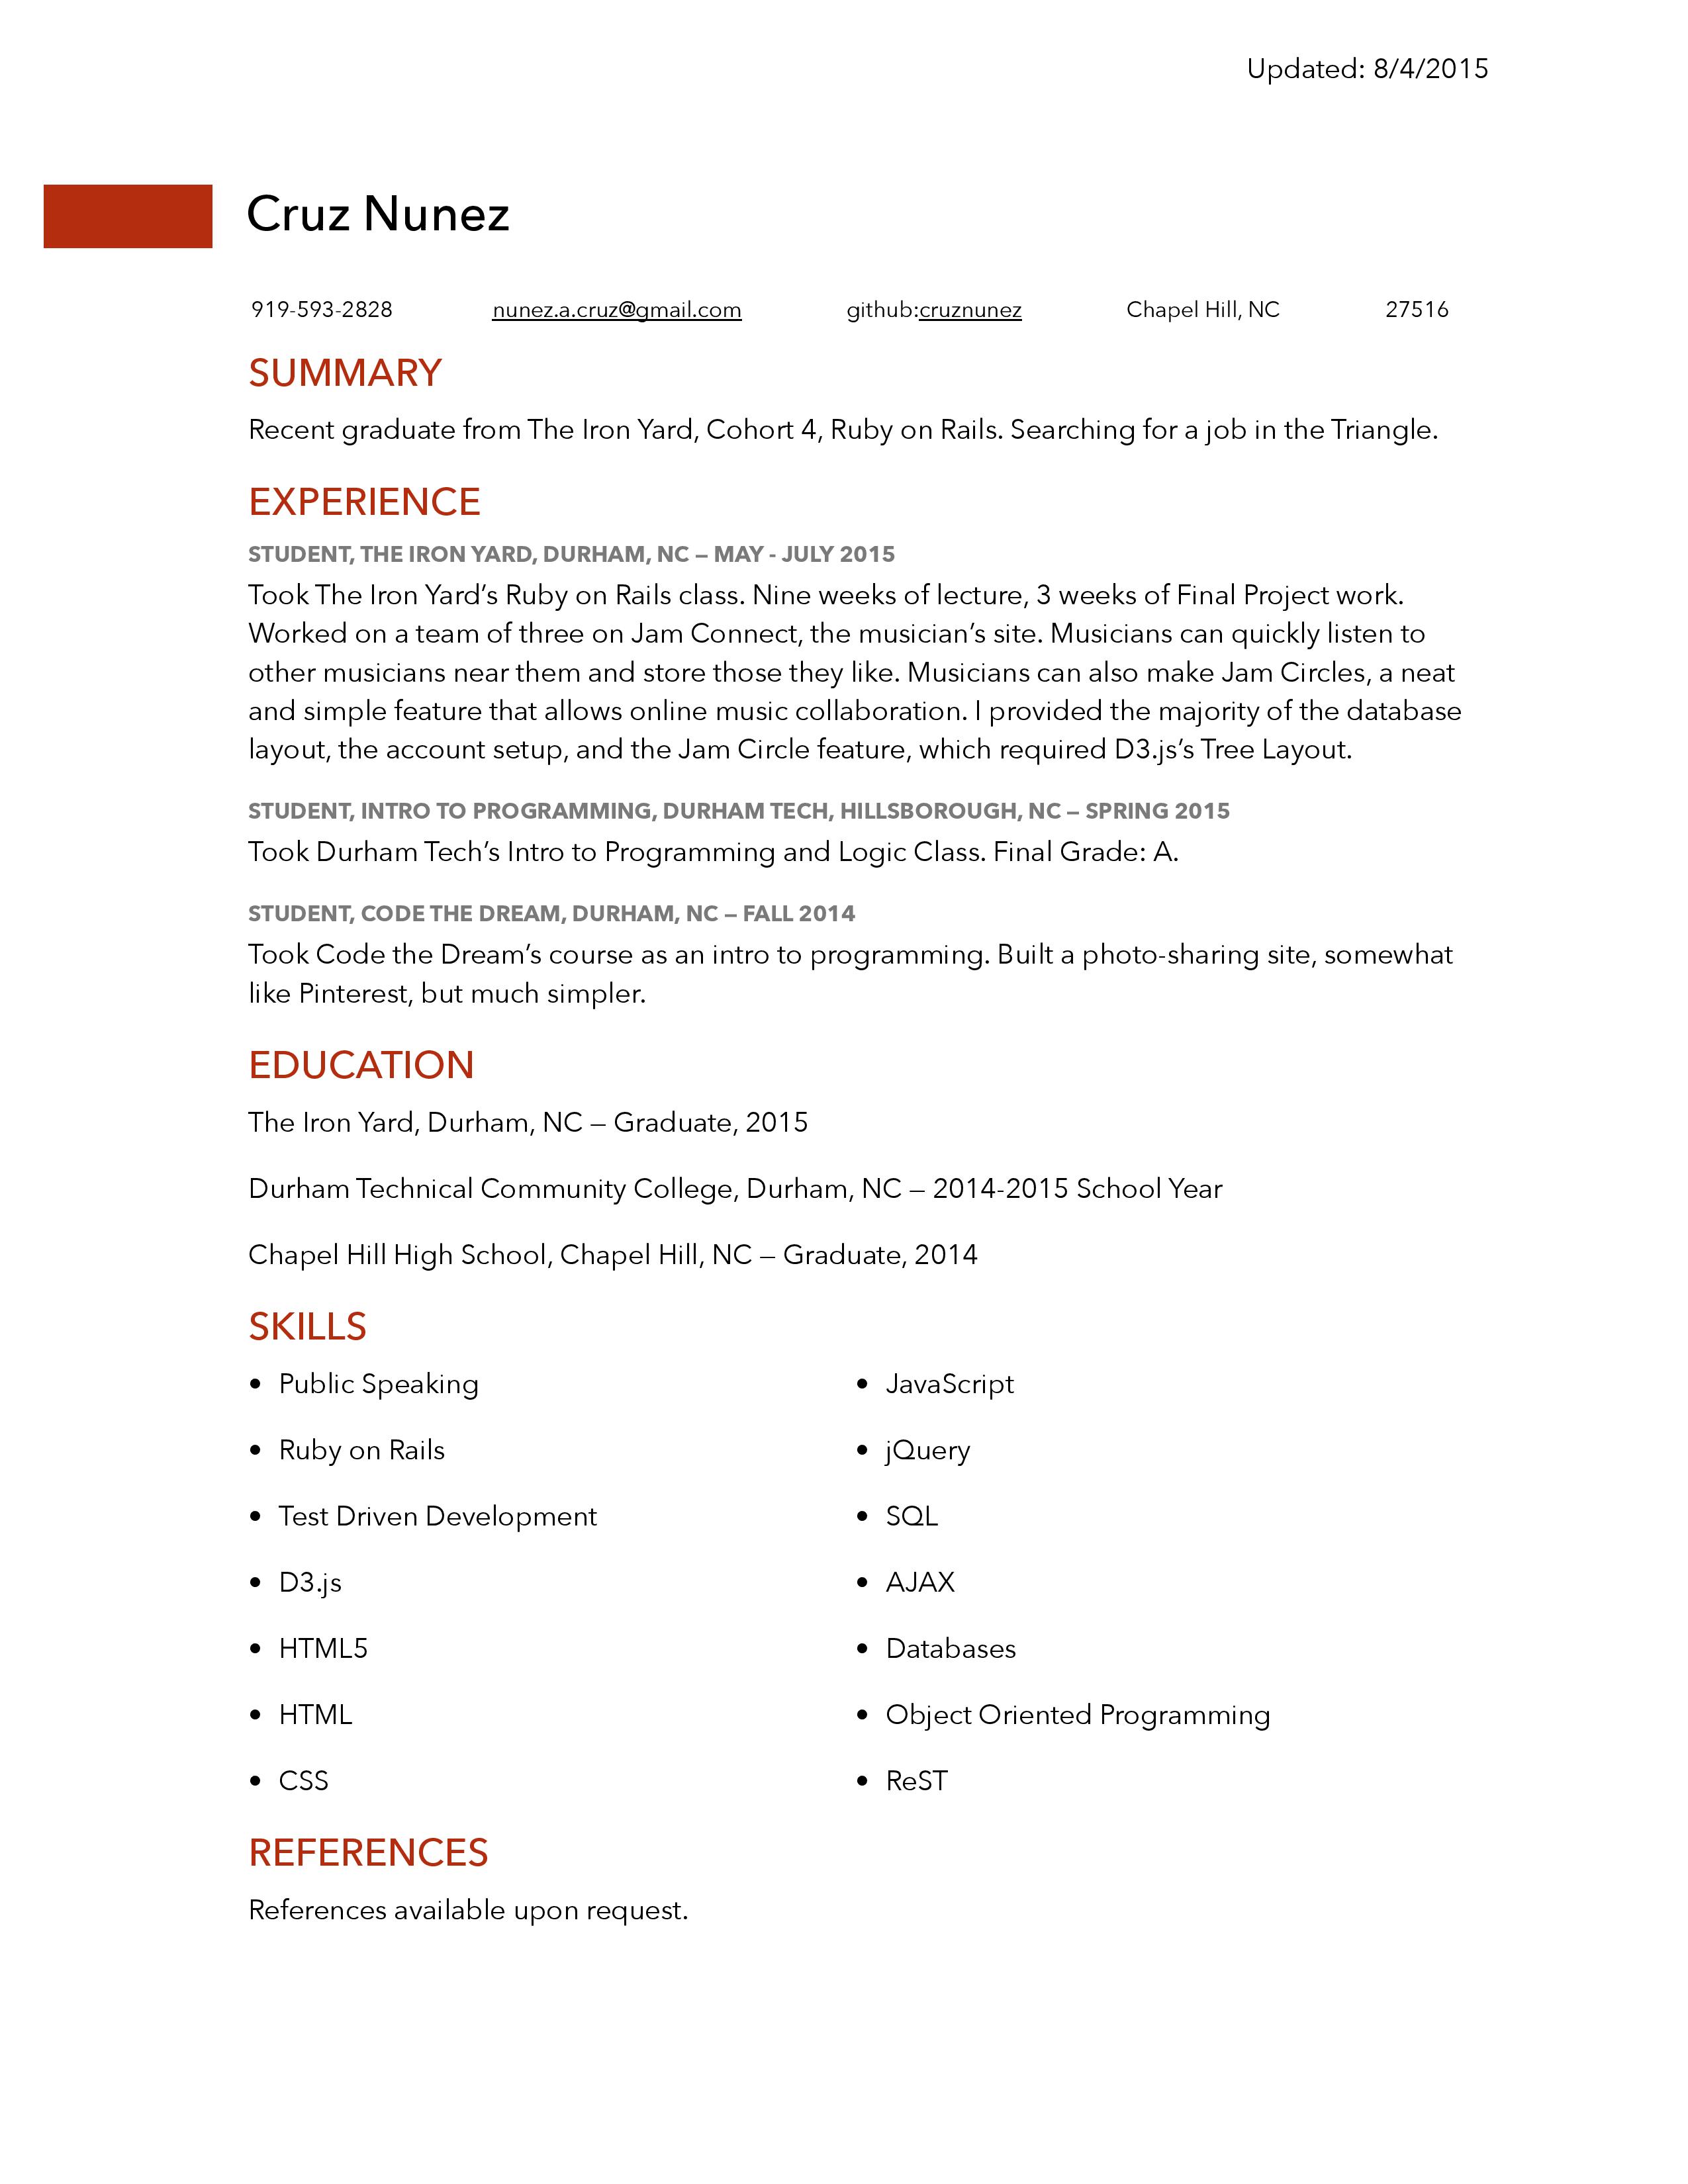 Updated: 8/4/2015
Cruz Nunez
919-593-2828 nunez.a.cruz@gmail.com github:cruznunez Chapel Hill, NC 27516
SUMMARY
Recent graduate from The Iron Yard, Cohort 4, Ruby on Rails. Searching for a job in the Triangle.
EXPERIENCE
STUDENT, THE IRON YARD, DURHAM, NC — MAY - JULY 2015
Took The Iron Yard’s Ruby on Rails class. Nine weeks of lecture, 3 weeks of Final Project work.
Worked on a team of three on Jam Connect, the musician’s site. Musicians can quickly listen to
other musicians near them and store those they like. Musicians can also make Jam Circles, a neat
and simple feature that allows online music collaboration. I provided the majority of the database
layout, the account setup, and the Jam Circle feature, which required D3.js’s Tree Layout.
STUDENT, INTRO TO PROGRAMMING, DURHAM TECH, HILLSBOROUGH, NC — SPRING 2015
Took Durham Tech’s Intro to Programming and Logic Class. Final Grade: A.
STUDENT, CODE THE DREAM, DURHAM, NC — FALL 2014
Took Code the Dream’s course as an intro to programming. Built a photo-sharing site, somewhat
like Pinterest, but much simpler.
EDUCATION
The Iron Yard, Durham, NC — Graduate, 2015
Durham Technical Community College, Durham, NC — 2014-2015 School Year
Chapel Hill High School, Chapel Hill, NC — Graduate, 2014
SKILLS
• Public Speaking
• Ruby on Rails
• Test Driven Development
• D3.js
• HTML5
• HTML
• CSS
• JavaScript
• jQuery
• SQL
• AJAX
• Databases
• Object Oriented Programming
• ReST
REFERENCES
References available upon request.